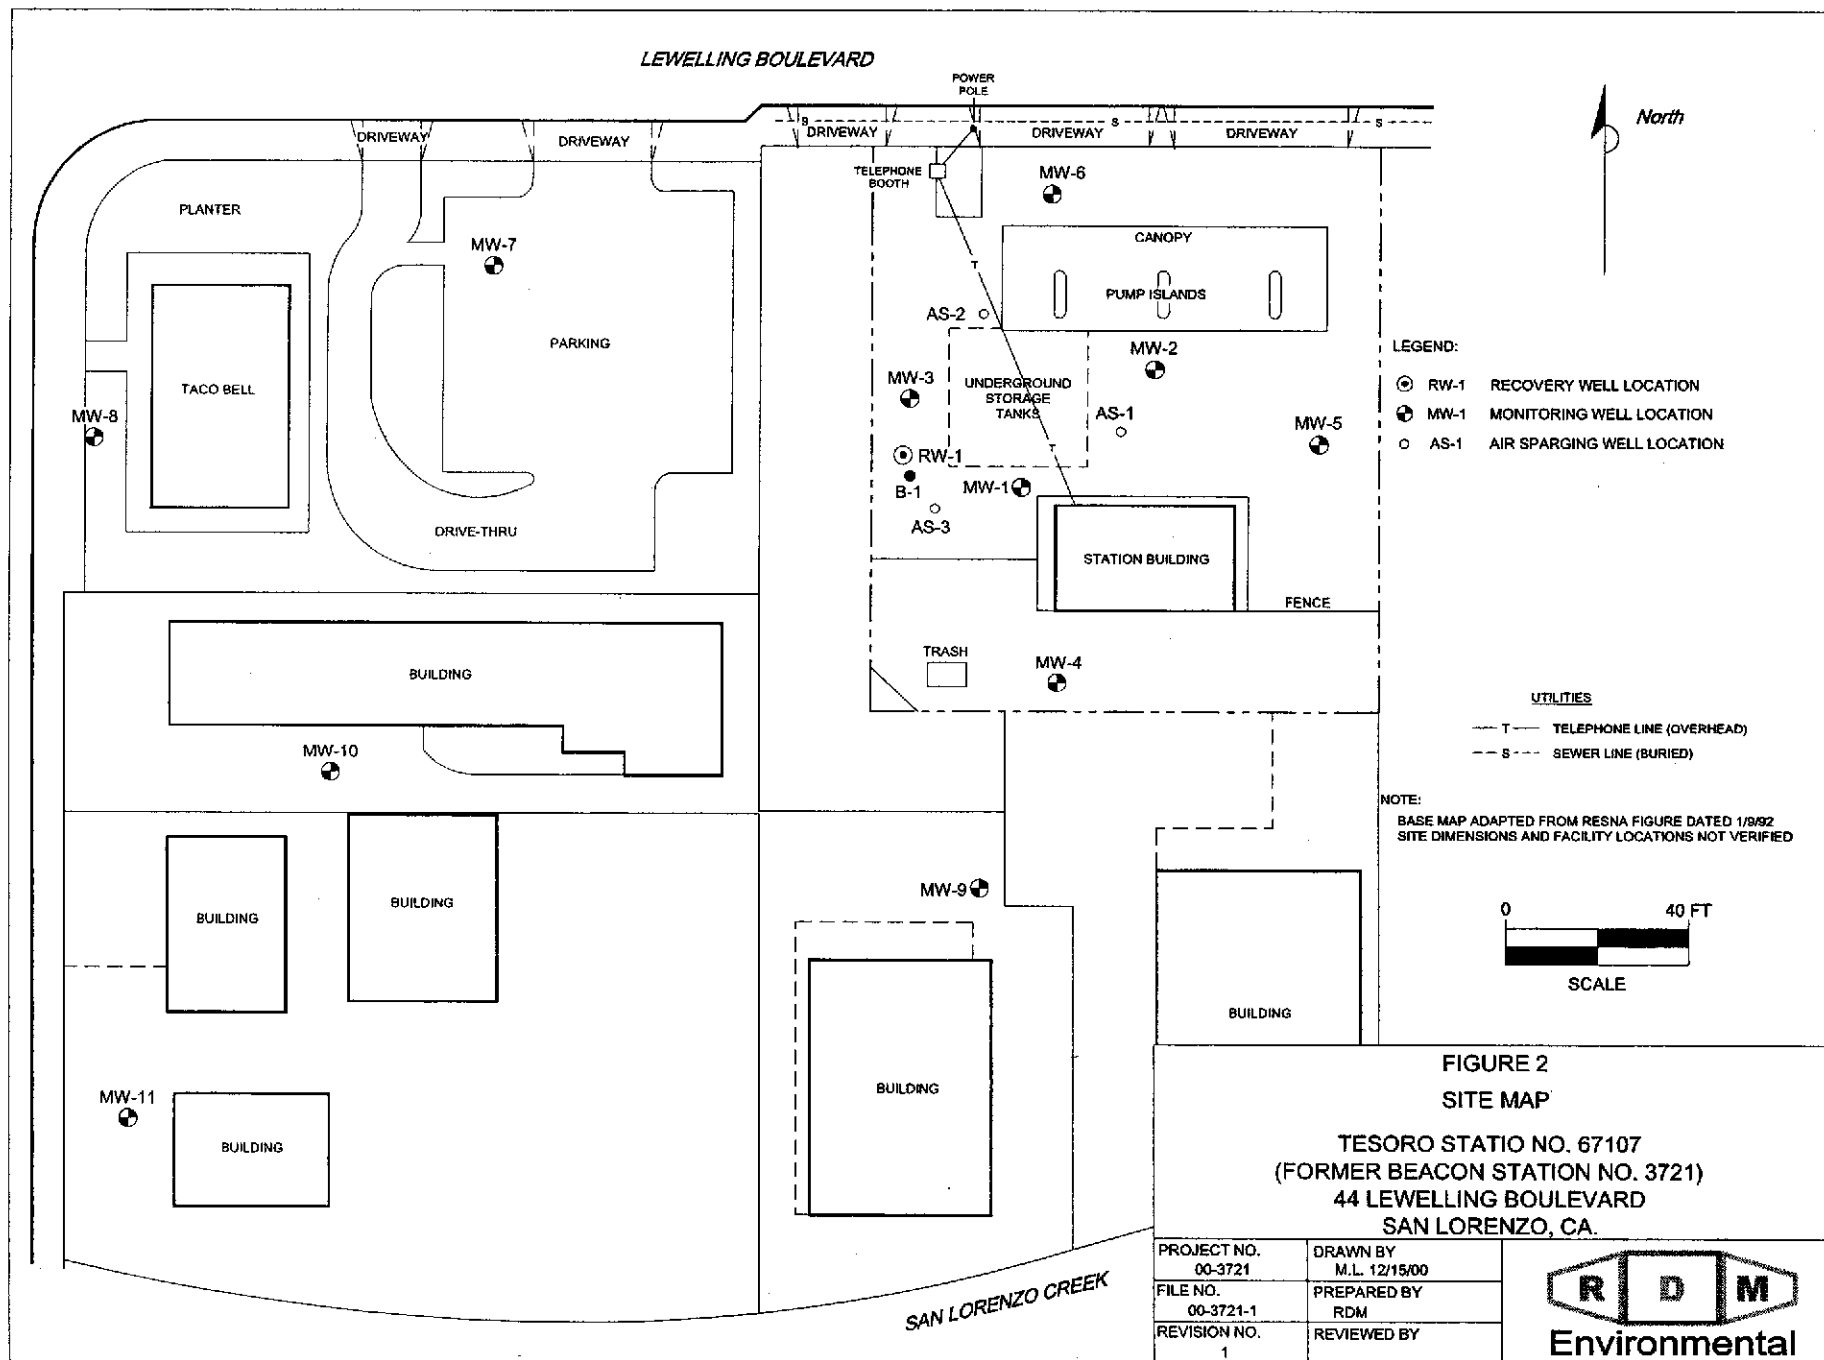 LEWELLING BOULEVARD
POWER
POLE
North
S
S
S
DRIVEWAY
DRIVEWAY
DRIVEWAY
DRIVEWAY
DRIVEWAY
TELEPHONE
BOOTH
MW-6
PLANTER
MW-7
CANOPY
T
PUMP ISLANDS
AS-2
PARKING
MW-2
LEGEND:
RW-1 RECOVERY WELL LOCATION
MW-1 MONITORING WELL LOCATION
AS-1 AIR SPARGING WELL LOCATION
TACO BELL
MW-3
UNDERGROUND
STORAGE
TANKS
MW-8
AS-1
MW-5
T
RW-1
B-1
MW-1
AS-3
DRIVE-THRU
STATION BUILDING
FENCE
TRASH
MW-4
BUILDING
UTILITIES
T TELEPHONE LINE (OVERHEAD)
S SEWER LINE (BURIED)
MW-10
NOTE:
BASE MAP ADAPTED FROM RESNA FIGURE DATED 1/9/92
SITE DIMENSIONS AND FACILITY LOCATIONS NOT VERIFIED
MW-9
BUILDING
BUILDING
0 40 FT
SCALE
BUILDING
BUILDING
MW-11
BUILDING
SAN LORENZO CREEK
FIGURE 2
SITE MAP
TESORO STATIO NO. 67107
(FORMER BEACON STATION NO. 3721)
44 LEWELLING BOULEVARD
SAN LORENZO, CA.
PROJECT NO.
00-3721
DRAWN BY
M.L. 12/15/00
FILE NO.
00-3721-1
PREPARED BY
RDM
REVISION NO.
1
REVIEWED BY
R D M
Environmental